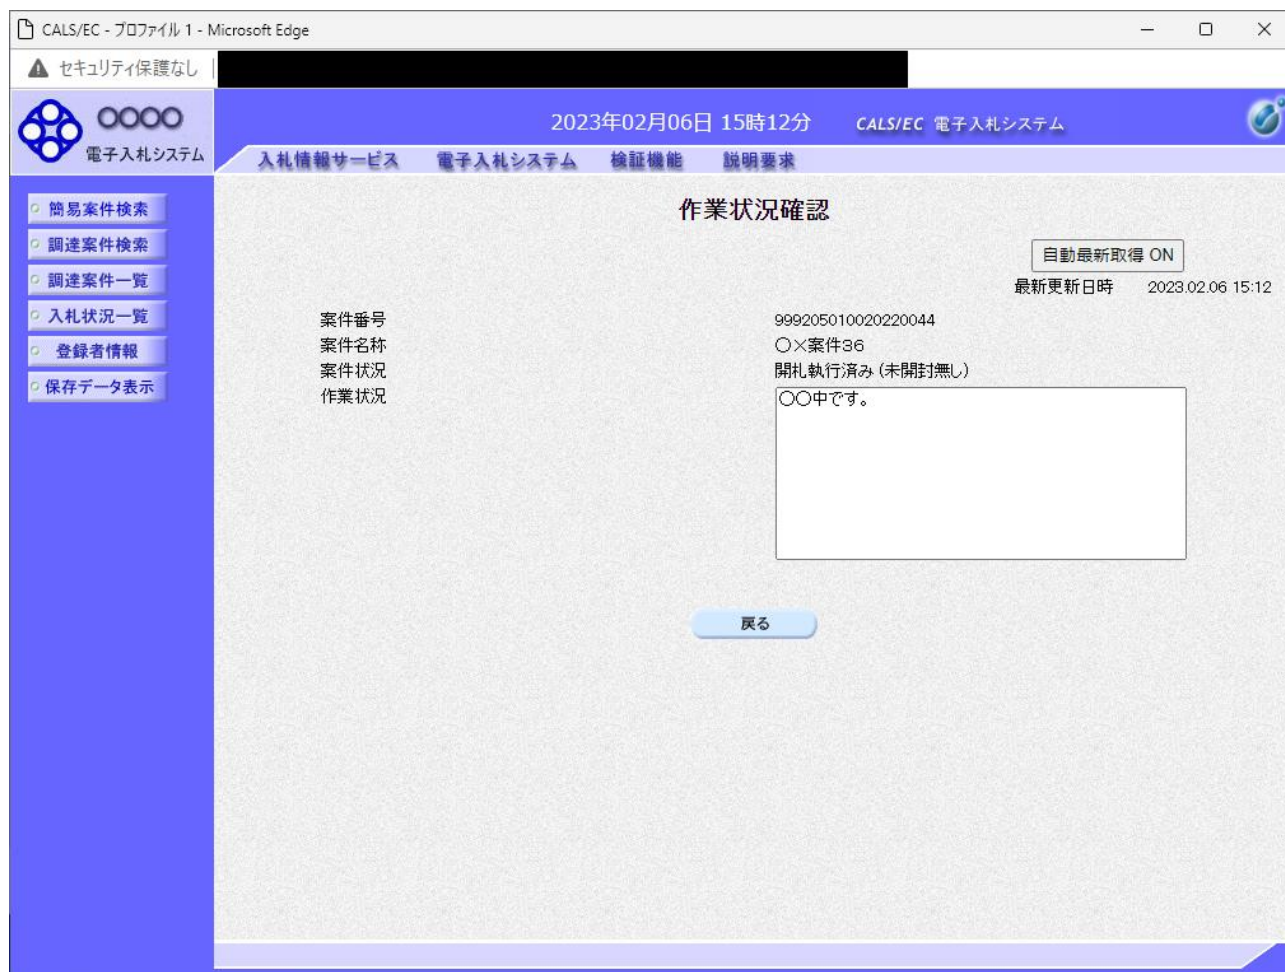 CALS/EC - プロファイル 1 - Microsoft Edge
セキュリティ保護なし
〇〇〇〇
電子入札システム
2023年02月06日 15時12分 CALS/EC 電子入札システム
入札情報サービス 電子入札システム 検証機能 説明要求
簡易案件検索
調達案件検索
調達案件一覧
入札状況一覧
登録者情報
保存データ表示
作業状況確認
自動最新取得 ON
最新更新日時 2023.02.06 15:12
案件番号 999205010020220044
案件名称 〇×案件36
案件状況 開札執行済み(未開封無し)
作業状況 〇〇中です。
戻る